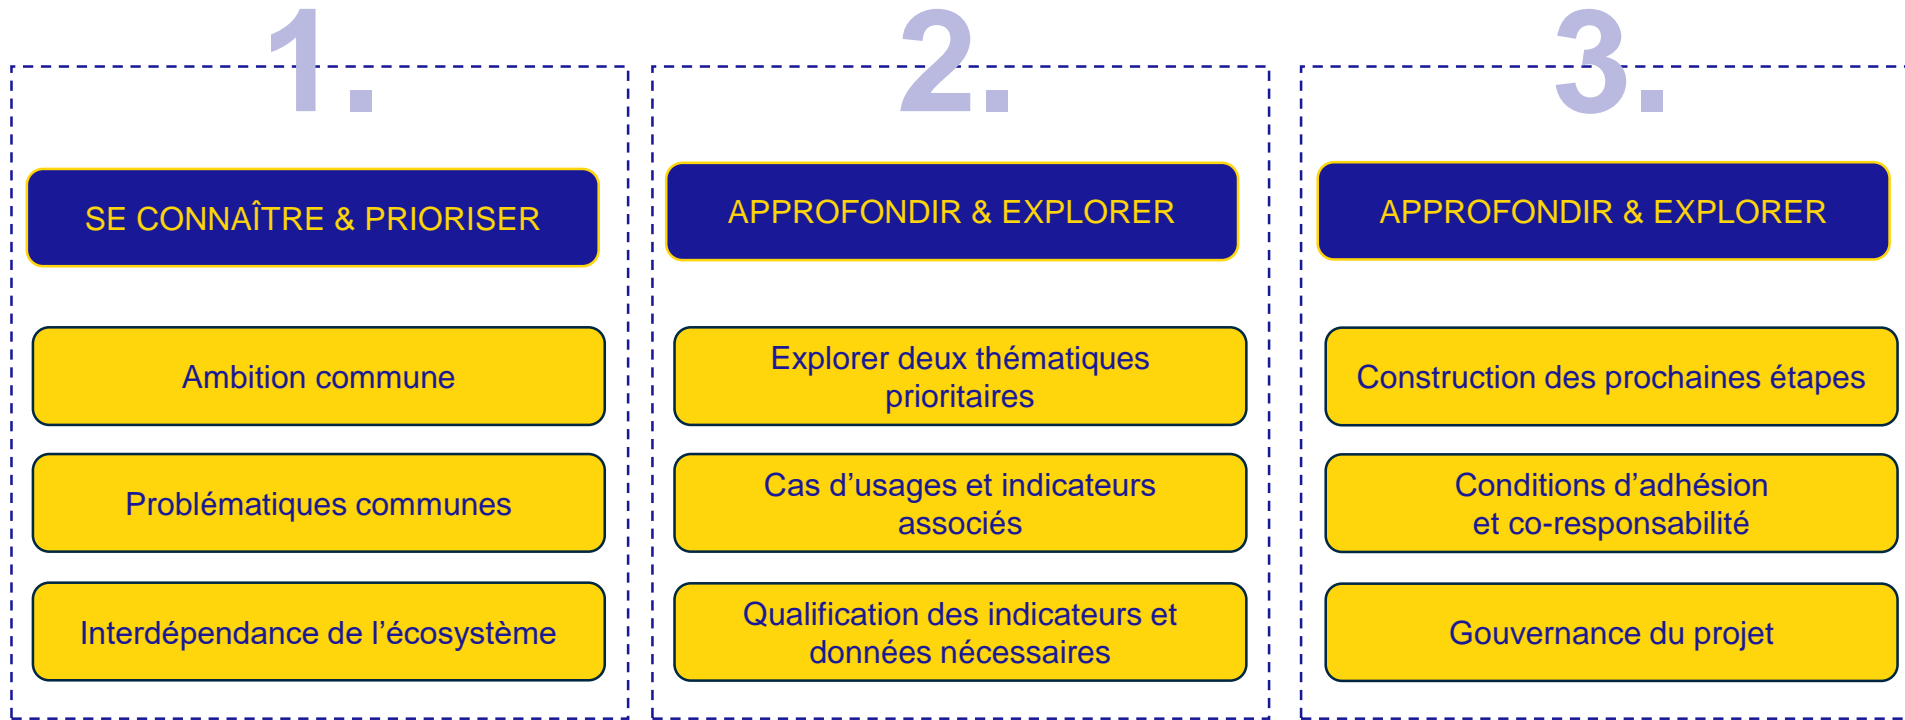 1.
SE CONNAÎTRE & PRIORISER
Ambition commune
Problématiques communes
Interdépendance de l’écosystème
2.
APPROFONDIR & EXPLORER
Explorer deux thématiques
prioritaires
Cas d’usages et indicateurs
associés
Qualification des indicateurs et
données nécessaires
3.
APPROFONDIR & EXPLORER
Construction des prochaines étapes
Conditions d’adhésion
et co-responsabilité
Gouvernance du projet